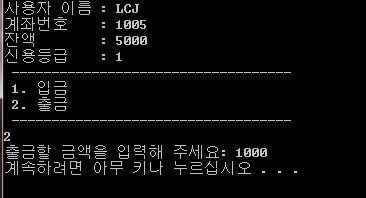 사용자 이름 : LCJ
계좌번호 : 1005
잔액 : 5000
신용등급 : 1
-----------------------------------
1. 입금
2. 출금
-----------------------------------
2
출금할 금액을 입력해 주세요: 1000
계속하려면 아무 키나 누르십시오 . . .